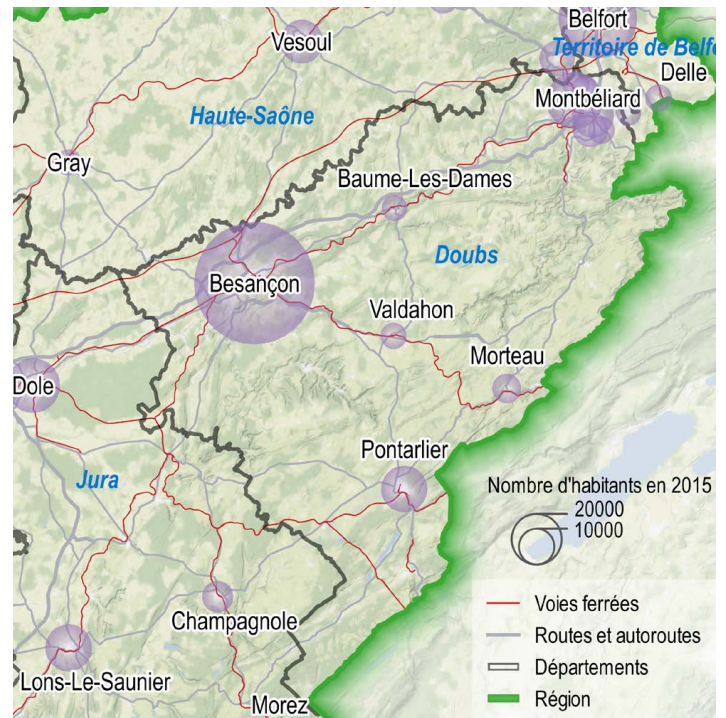 Belfort
Vesoul
Territoire de Belfo
Delle
Montbéliard
Haute-Saône
Gray
Baume-Les-Dames
Doubs
Besançon
Valdahon
Morteau
Dole
Pontarlier
Jura
Nombre d'habitants en 2015
20000
10000
Voies ferrées
Champagnole
Routes et autoroutes
Départements
Lons-Le-Saunier
Région
Morez